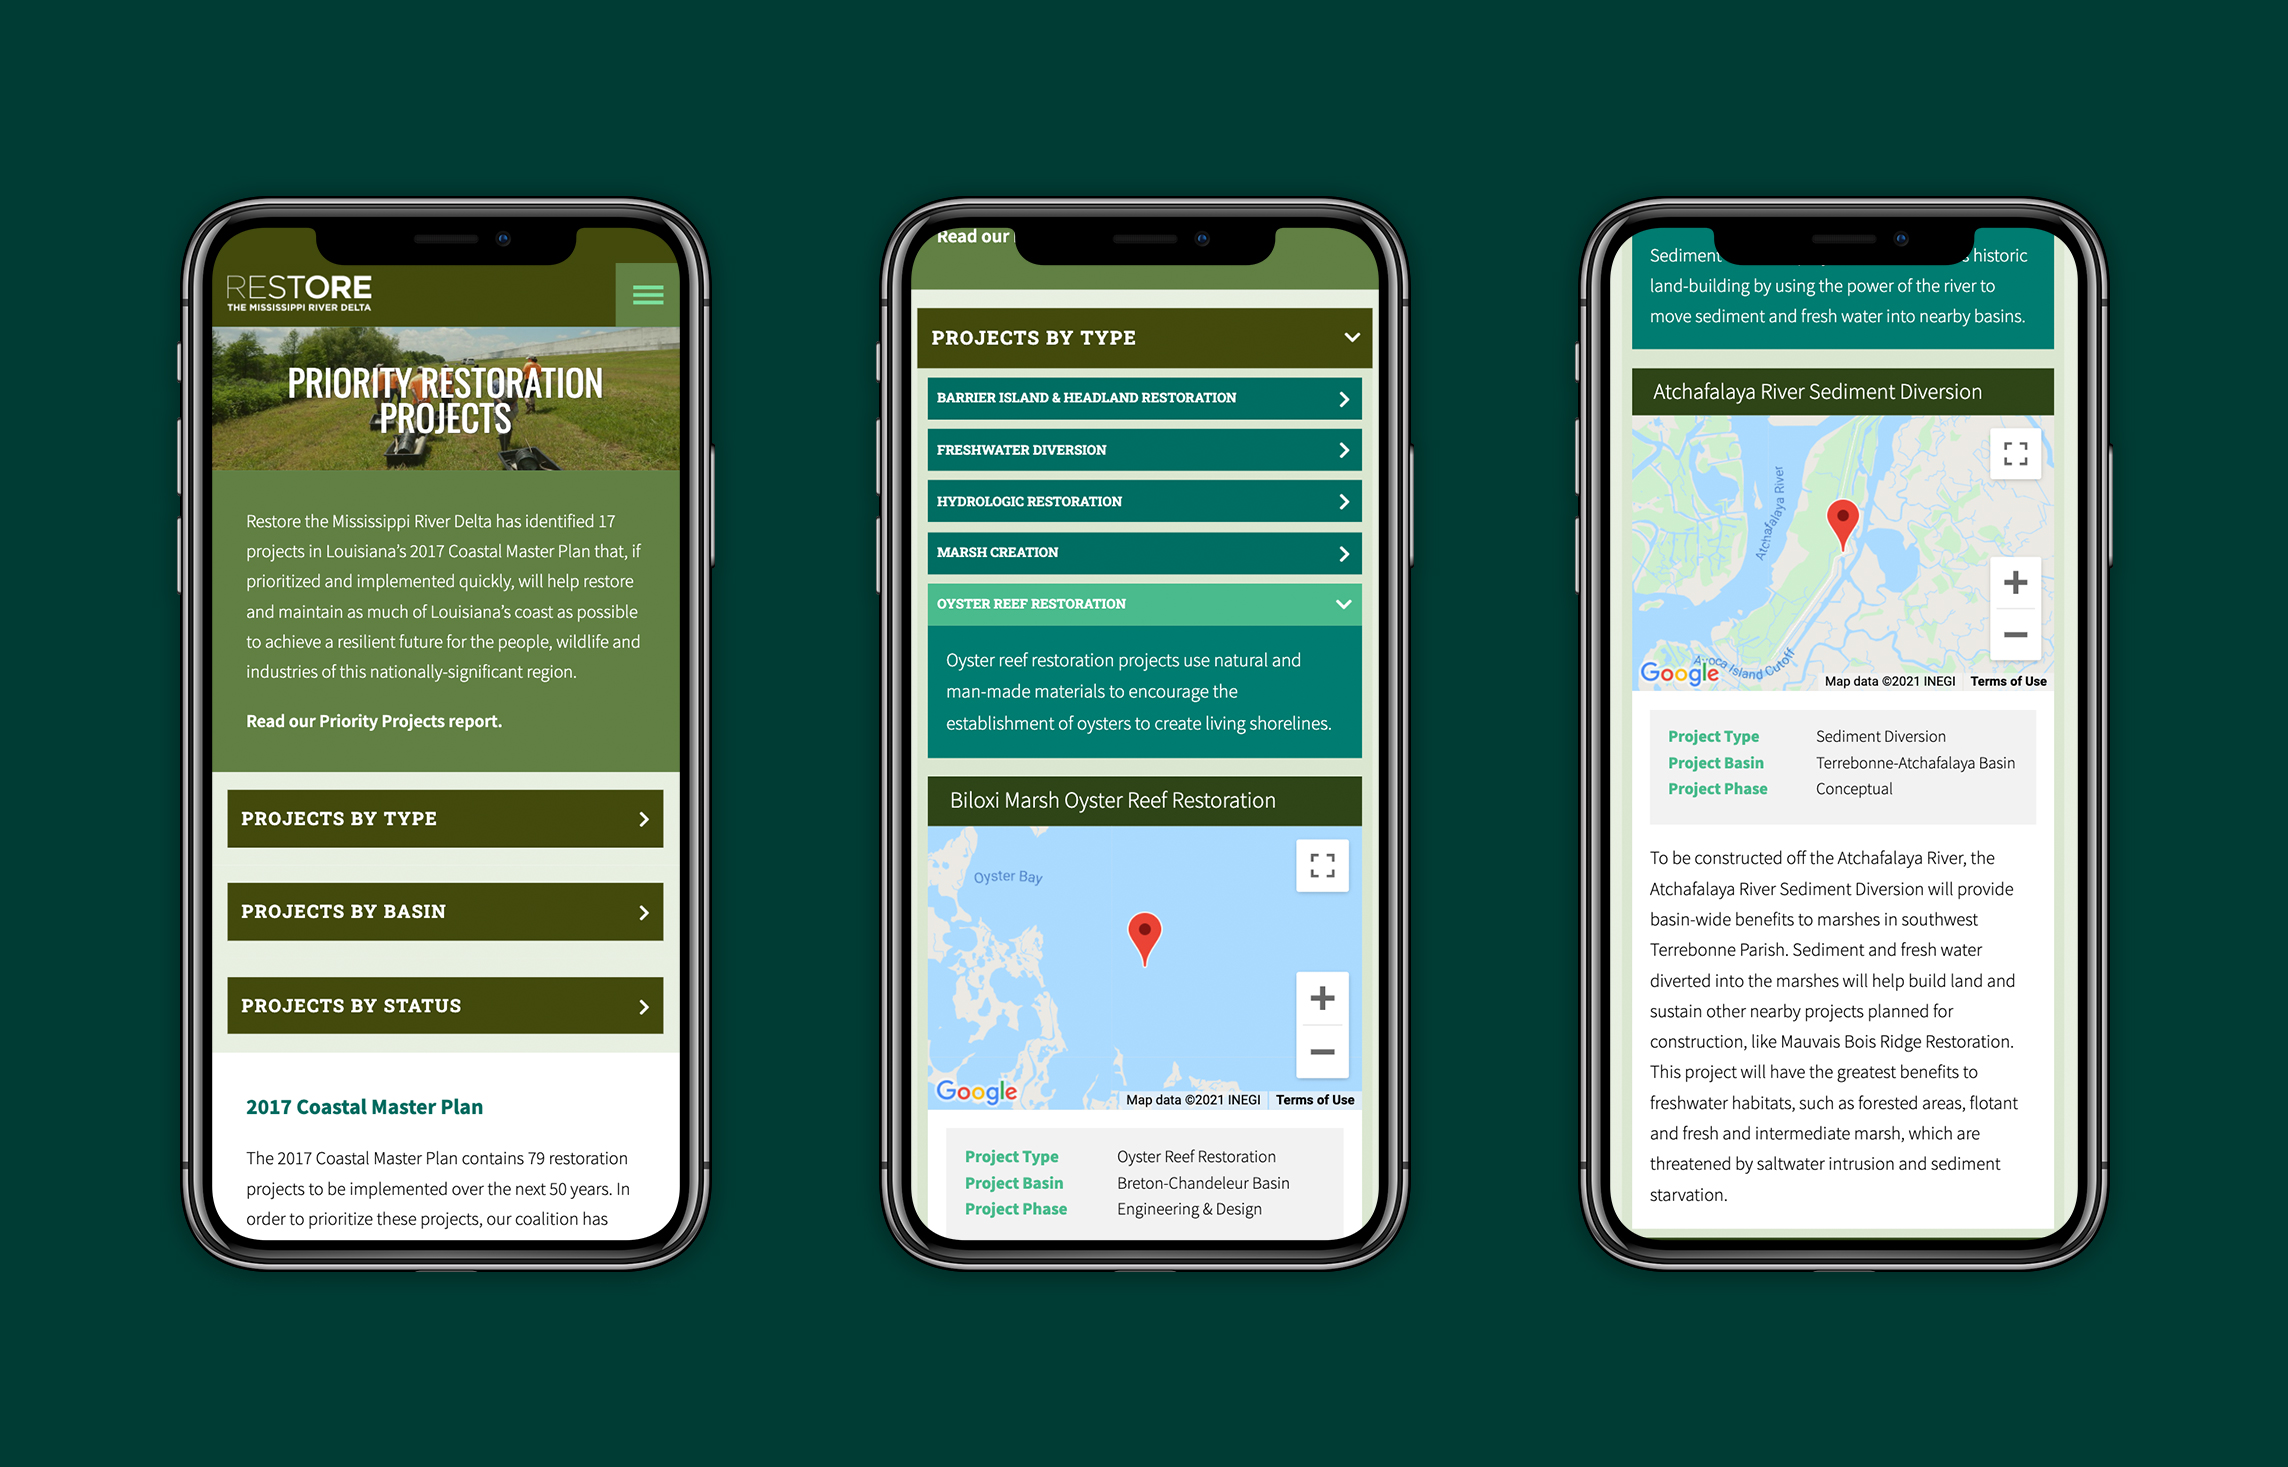 RESTORE
THE MISSISSIPPI RIVER DELTA
PRIORITY RESTORATION
PROJECTS
Restore the Mississippi River Delta has identified 17
projects in Louisiana's 2017 Coastal Master Plan that, if
prioritized and implemented quickly, will help restore
and maintain as much of Louisiana's coast as possible
to achieve a resilient future for the people, wildlife and
industries of this nationally-significant region.
Read our Priority Projects report.
PROJECTS BY TYPE
PROJECTS BY BASIN
PROJECTS BY STATUS
2017 Coastal Master Plan
The 2017 Coastal Master Plan contains 79 restoration
projects to be implemented over the next 50 years. In
order to prioritize these projects, our coalition has
Read our
PROJECTS BY TYPE
BARRIER ISLAND & HEADLAND RESTORATION
FRESHWATER DIVERSION
HYDROLOGIC RESTORATION
MARSH CREATION
OYSTER REEF RESTORATION
Oyster reef restoration projects use natural and
man-made materials to encourage the
establishment of oysters to create living shorelines.
Biloxi Marsh Oyster Reef Restoration
Oyster Bay
Google
Map data ©2021 INEGI
Terms of Use
Project Type Oyster Reef Restoration
Project Basin Breton-Chandeleur Basin
Project Phase Engineering & Design
Sediment historic
land-building by using the power of the river to
move sediment and fresh water into nearby basins.
Atchafalaya River Sediment Diversion
Atchafalaya River
Avoca Island Cutoff
Google
Map data ©2021 INEGI
Terms of Use
Project Type Sediment Diversion
Project Basin Terrebonne-Atchafalaya Basin
Project Phase Conceptual
To be constructed off the Atchafalaya River, the
Atchafalaya River Sediment Diversion will provide
basin-wide benefits to marshes in southwest
Terrebonne Parish. Sediment and fresh water
diverted into the marshes will help build land and
sustain other nearby projects planned for
construction, like Mauvais Bois Ridge Restoration.
This project will have the greatest benefits to
freshwater habitats, such as forested areas, flotant
and fresh and intermediate marsh, which are
threatened by saltwater intrusion and sediment
starvation.